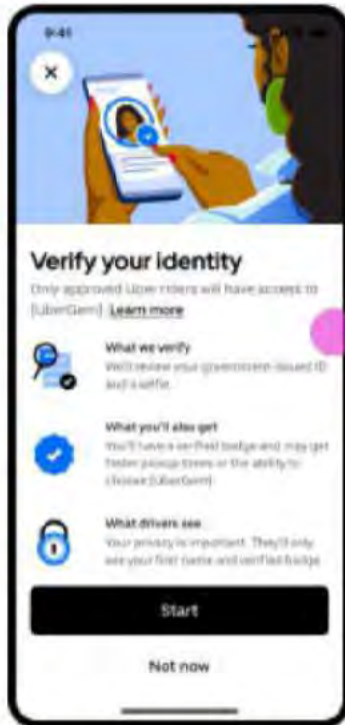 9:41
Verify your identity
Only approved Uber riders will have access to
[UberGem]. Learn more
What we verify
We'll review your government-issued ID
and a selfie.
What you'll also get
You'll have a verified badge and may get
faster pickup times or the ability to
choose [UberGem]
What drivers see
Your privacy is important. They'll only
see your first name and verified badge
Start
Not now